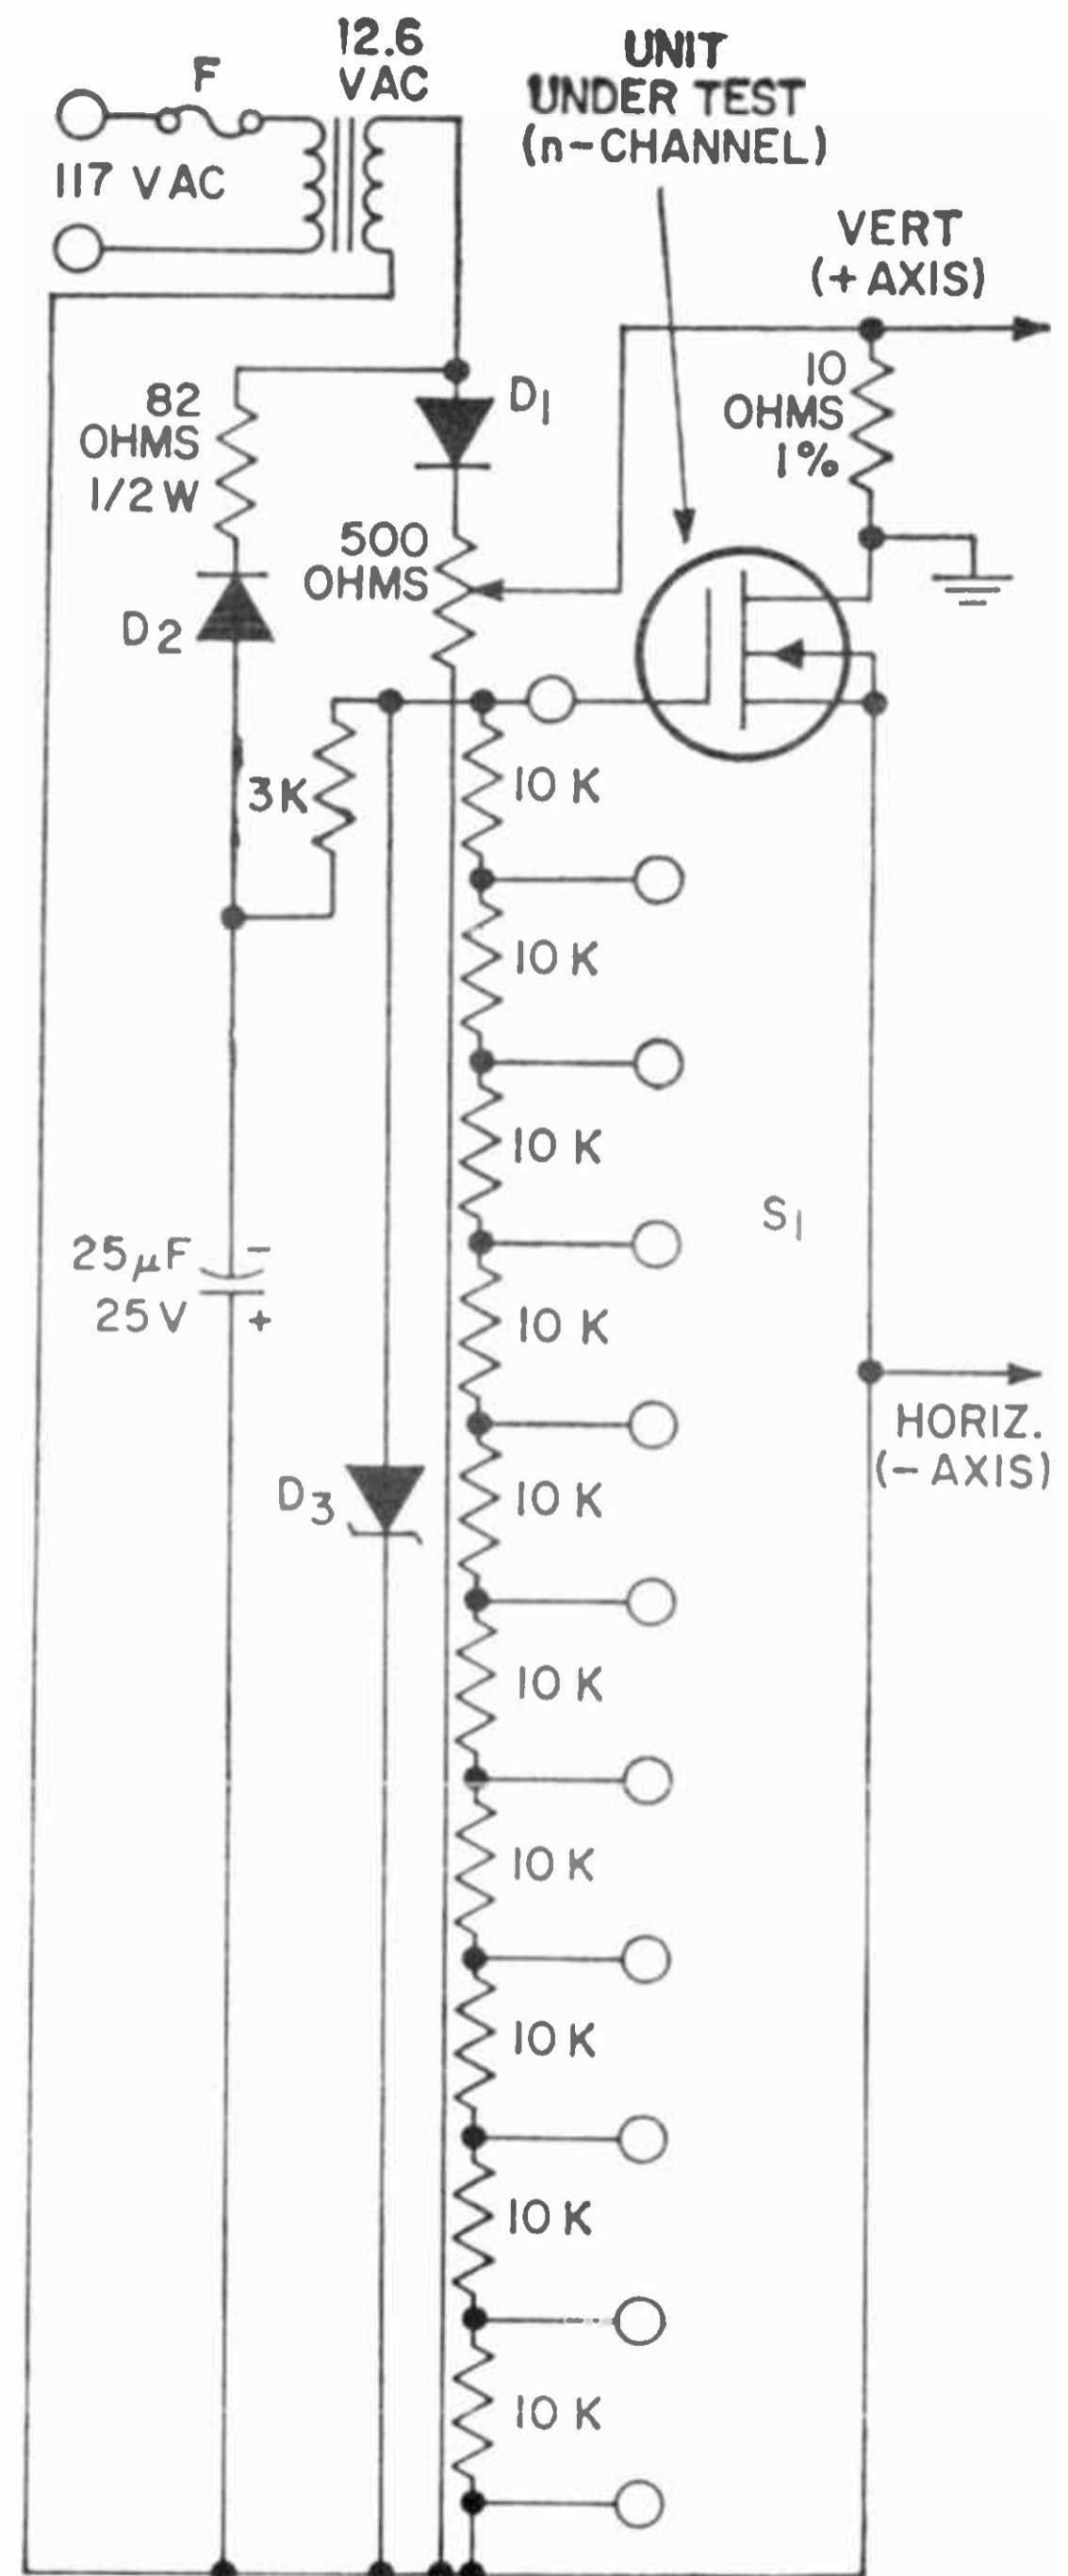 12.6
VAC
F
117 VAC
UNIT
UNDER TEST
(n-CHANNEL)
VERT
(+ AXIS)
10
OHMS
1%
82
OHMS
1/2 W
D1
500
OHMS
D2
3K
10 K
10 K
10 K
S1
25µF
25V
-
+
10 K
HORIZ.
(- AXIS)
D3
10 K
10 K
10 K
10 K
10 K
10 K